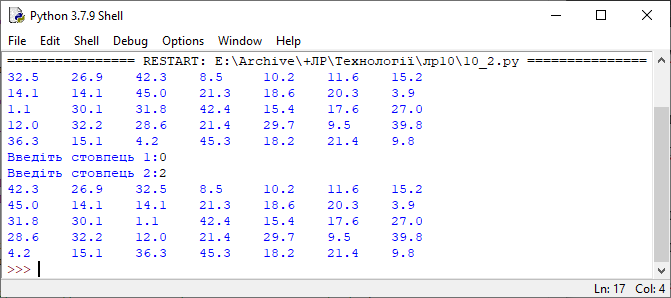 Python 3.7.9 Shell
File Edit Shell Debug Options Window Help
================ RESTART: E:\Archive\+ЛР\Технології\лр10\10_2.py ===============
32.5 26.9 42.3 8.5 10.2 11.6 15.2
14.1 14.1 45.0 21.3 18.6 20.3 3.9
1.1 30.1 31.8 42.4 15.4 17.6 27.0
12.0 32.2 28.6 21.4 29.7 9.5 39.8
36.3 15.1 4.2 45.3 18.2 21.4 9.8
Введіть стовпець 1:0
Введіть стовпець 2:2
42.3 26.9 32.5 8.5 10.2 11.6 15.2
45.0 14.1 14.1 21.3 18.6 20.3 3.9
31.8 30.1 1.1 42.4 15.4 17.6 27.0
28.6 32.2 12.0 21.4 29.7 9.5 39.8
4.2 15.1 36.3 45.3 18.2 21.4 9.8
>>>
Ln: 17 Col: 4